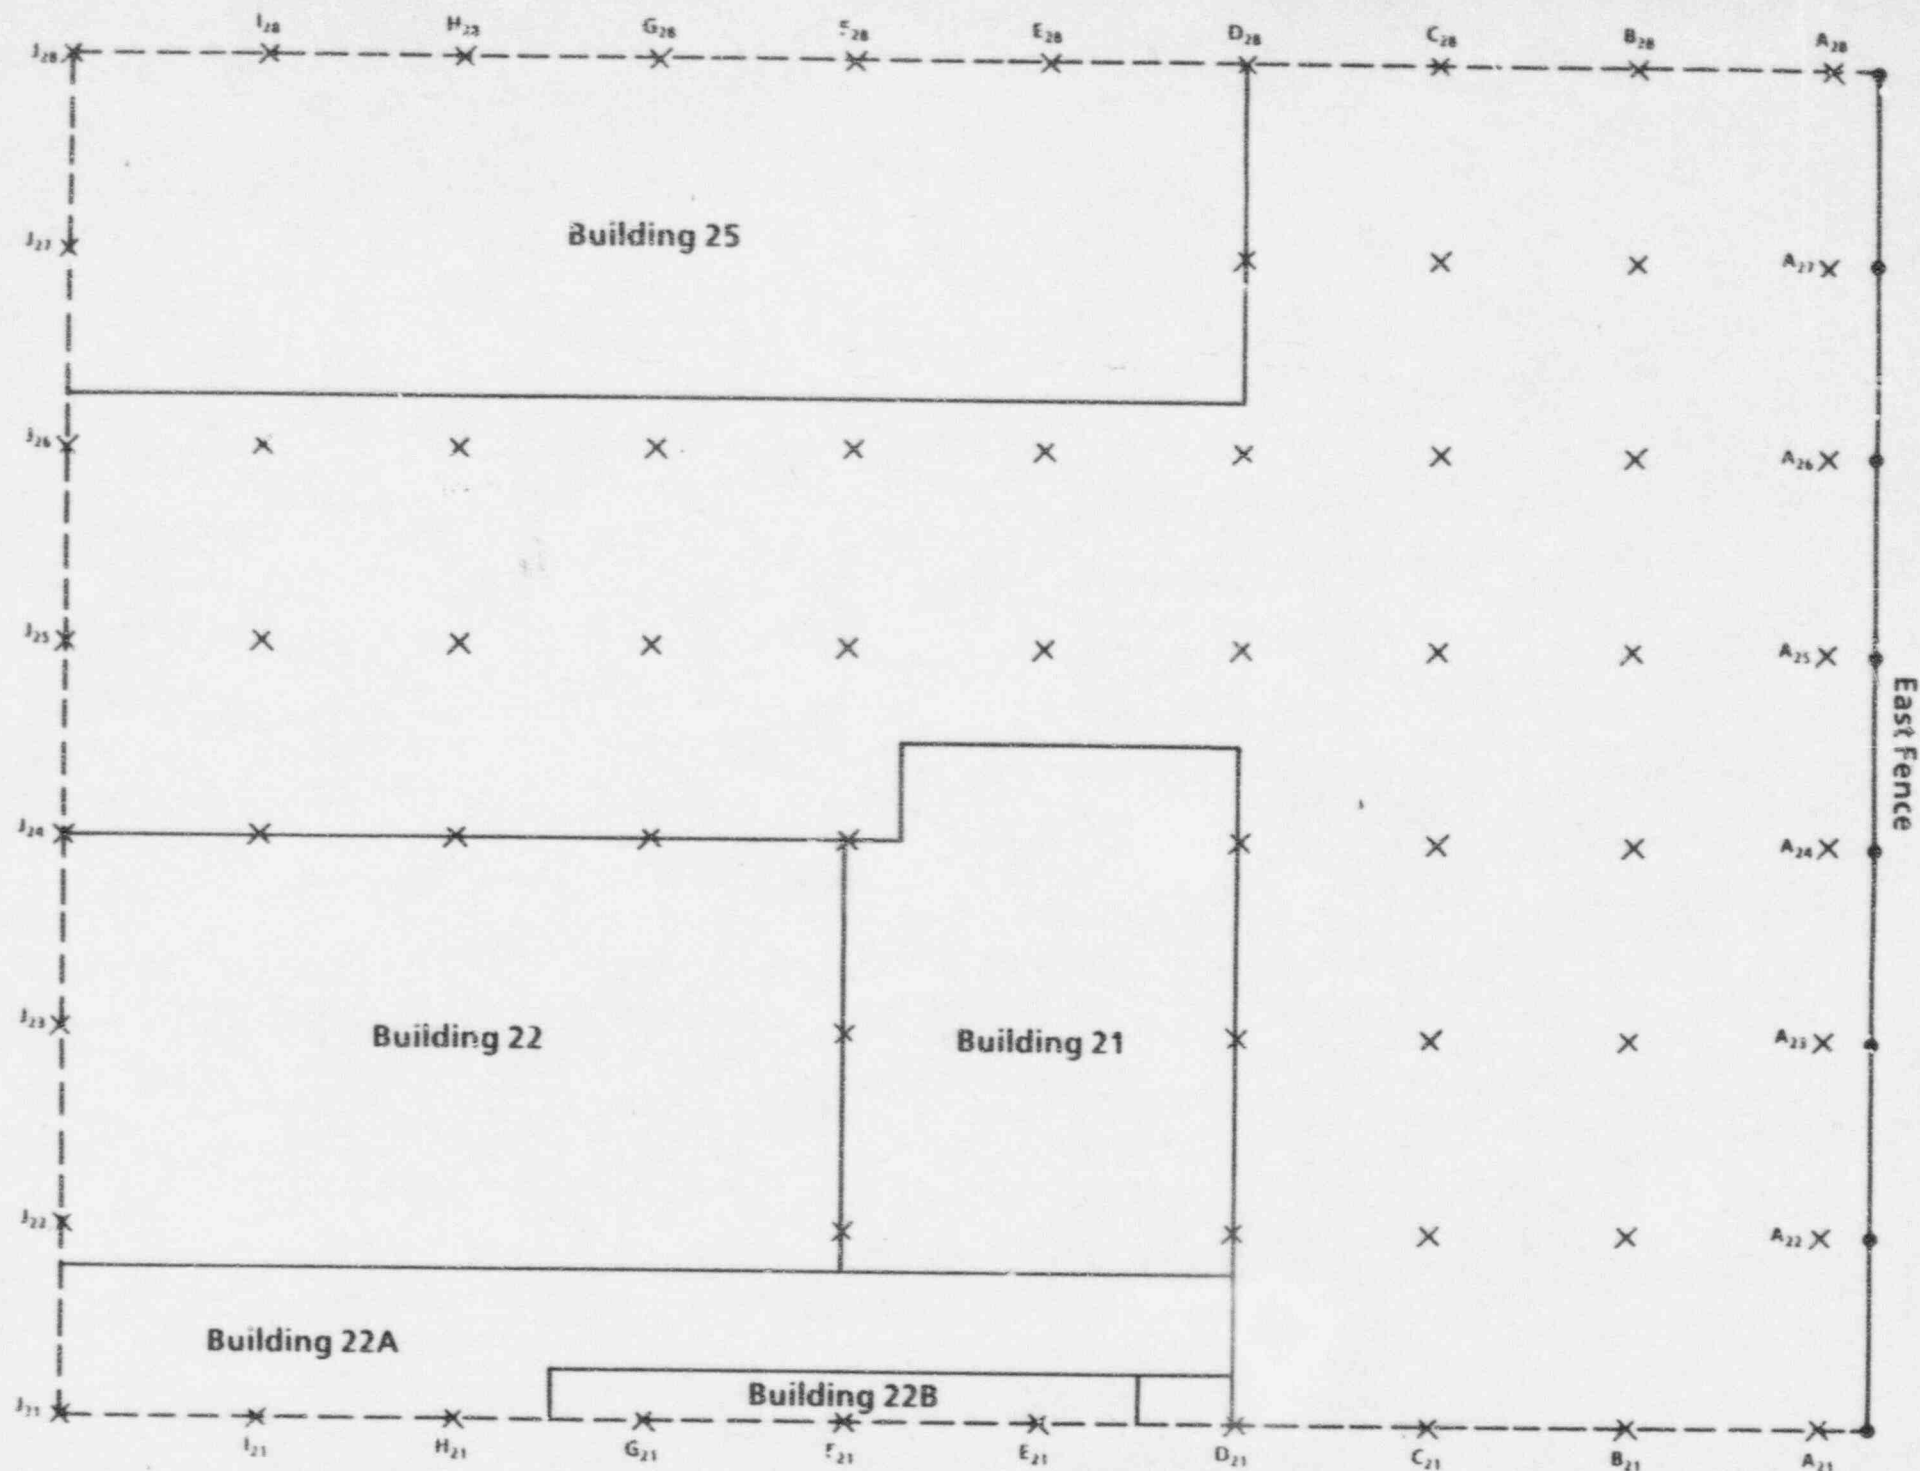 J₂₈ I₂₈ H₂₈ G₂₈ F₂₈ E₂₈ D₂₈ C₂₈ B₂₈ A₂₈
Building 25
J₂₇ A₂₇
J₂₆ A₂₆
J₂₅ A₂₅
East Fence
J₂₄ A₂₄
J₂₃ A₂₃
Building 22
Building 21
J₂₂ A₂₂
Building 22A
Building 22B
J₂₁ I₂₁ H₂₁ G₂₁ F₂₁ E₂₁ D₂₁ C₂₁ B₂₁ A₂₁